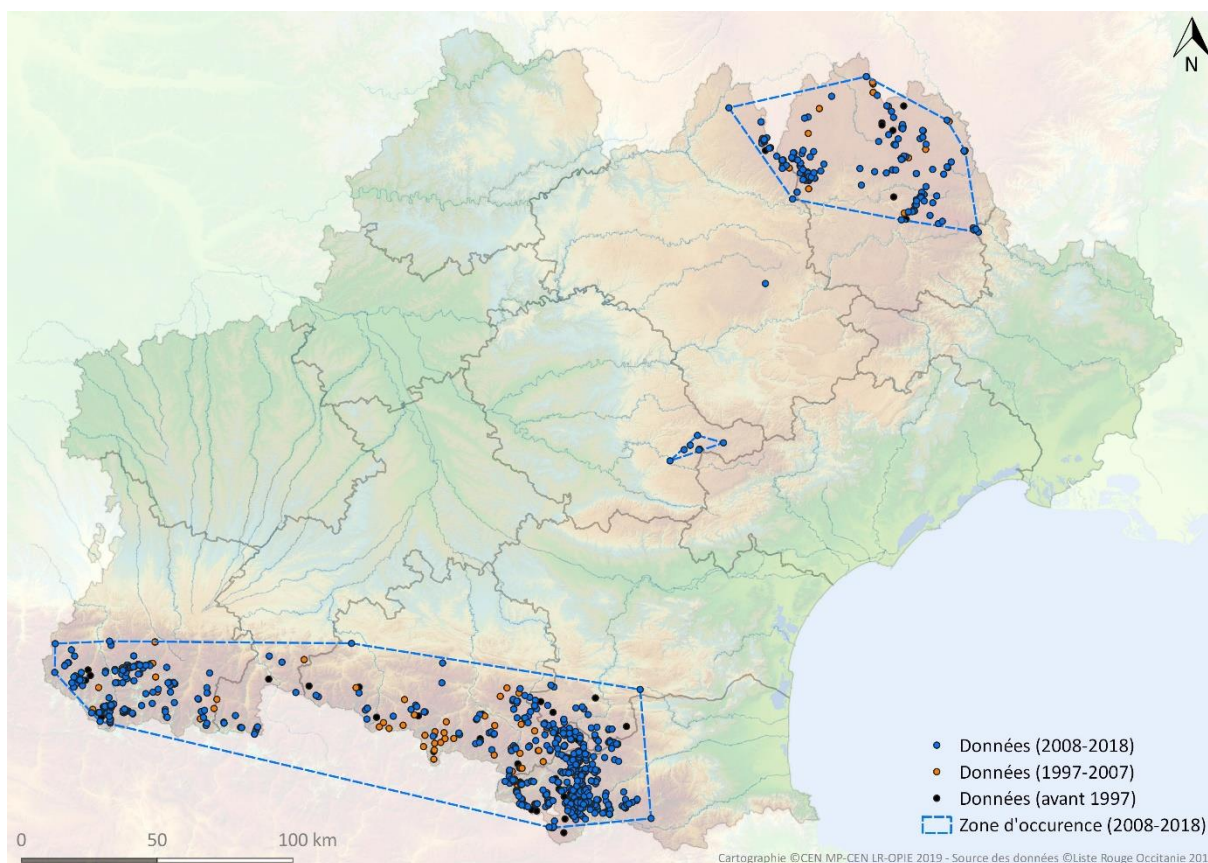 N
Données (2008-2018)
Données (1997-2007)
Données (avant 1997)
Zone d'occurence (2008-2018)
0 50 100 km
Cartographie ©CEN MP-CEN LR-OPIE 2019 - Source des données ©Liste Rouge Occitanie 201